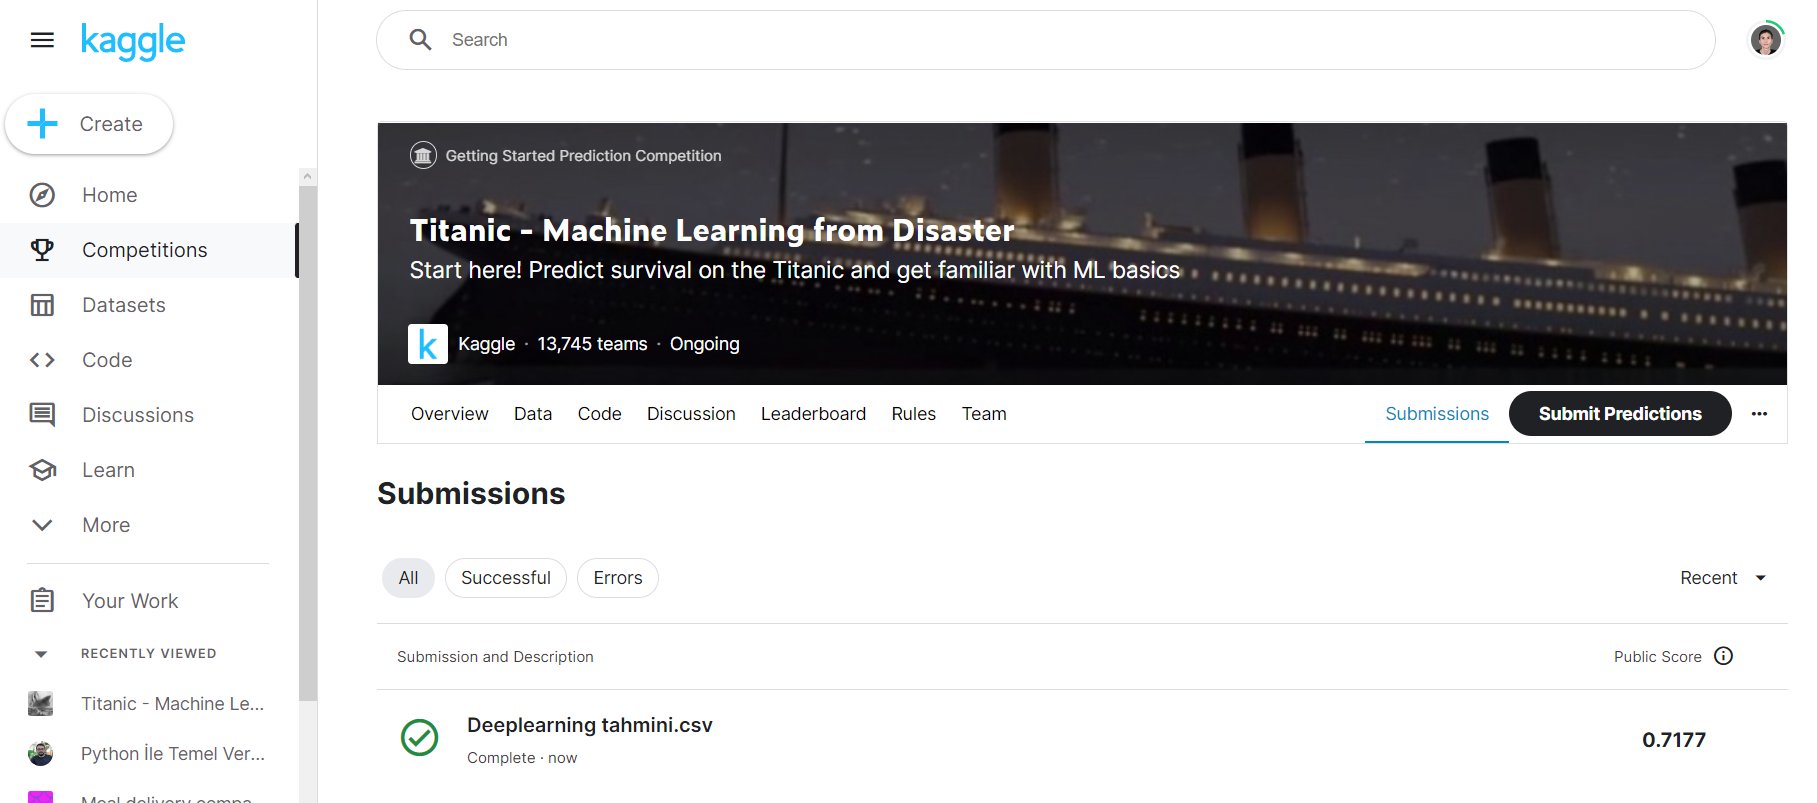 kaggle
Search
Create
Home
Competitions
Datasets
Code
Discussions
Learn
More
Your Work
RECENTLY VIEWED
Titanic - Machine Le...
Python İle Temel Ver...
Meal delivery compa...
Getting Started Prediction Competition
Titanic - Machine Learning from Disaster
Start here! Predict survival on the Titanic and get familiar with ML basics
k Kaggle · 13,745 teams · Ongoing
Overview Data Code Discussion Leaderboard Rules Team Submissions Submit Predictions
Submissions
All Successful Errors Recent
Submission and Description Public Score
Deeplearning tahmini.csv
Complete · now
0.7177